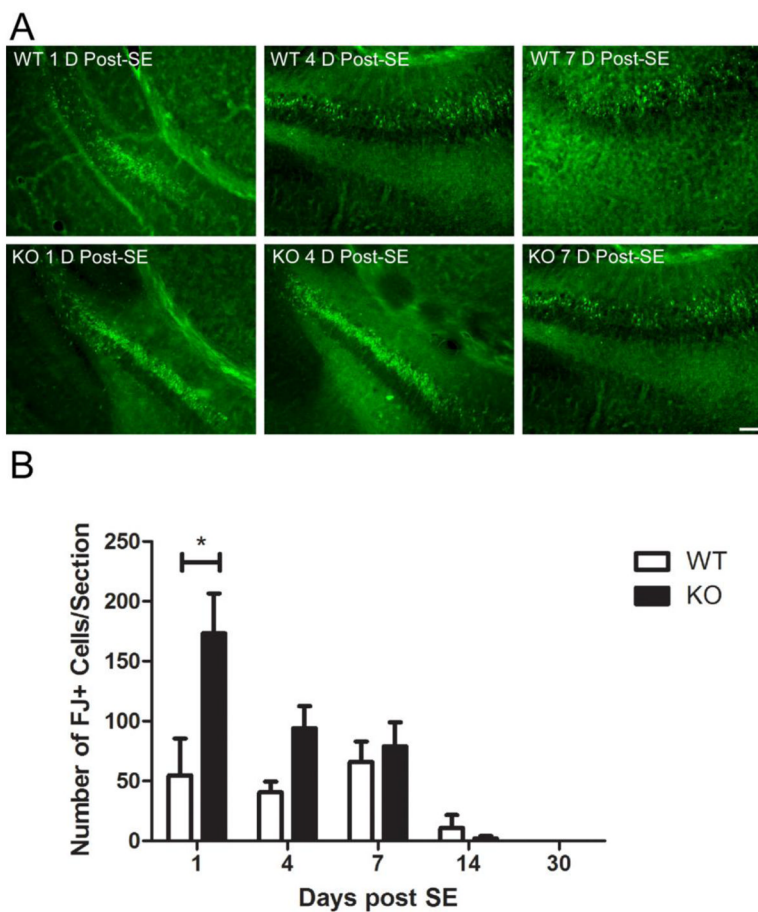 A
WT 1 D Post-SE
WT 4 D Post-SE
WT 7 D Post-SE
KO 1 D Post-SE
KO 4 D Post-SE
KO 7 D Post-SE
B
Number of FJ+ Cells/Section
250
200
150
100
50
0
*
WT
KO
1 4 7 14 30
Days post SE